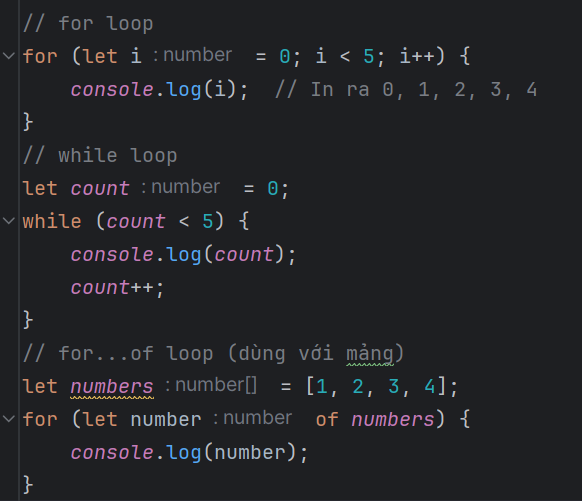 // for loop
for (let i : number = 0; i < 5; i++) {
    console.log(i);  // In ra 0, 1, 2, 3, 4
}
// while loop
let count : number = 0;
while (count < 5) {
    console.log(count);
    count++;
}
// for...of loop (dùng với mảng)
let numbers : number[] = [1, 2, 3, 4];
for (let number : number of numbers) {
    console.log(number);
}